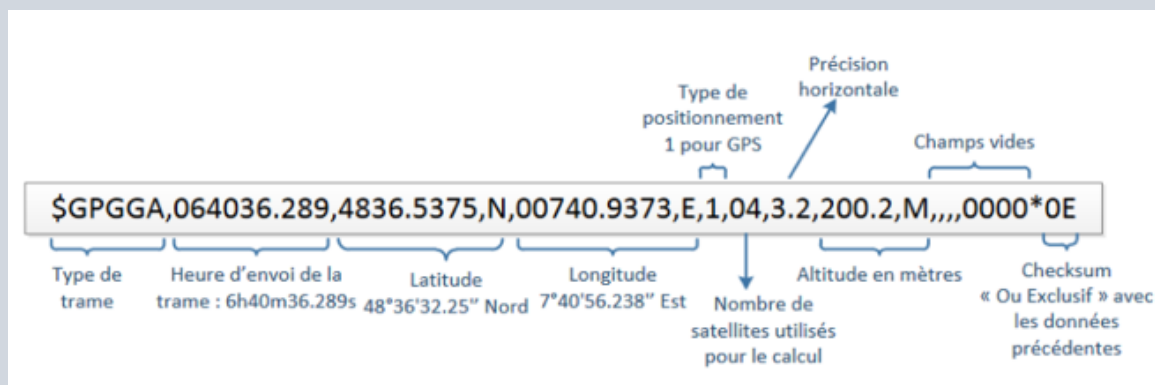 Précision
horizontale
Type de
positionnement
1 pour GPS
Champs vides
$GPGGA,064036.289,4836.5375,N,00740.9373,E,1,04,3.2,200.2,M,,,,0000*0E
Type de
trame
Heure d'envoi de la
trame : 6h40m36.289s
Latitude
48°36'32.25" Nord
Longitude
7°40'56.238" Est
Nombre de
satellites utilisés
pour le calcul
Altitude en mètres
Checksum
« Ou Exclusif » avec
les données
précédentes